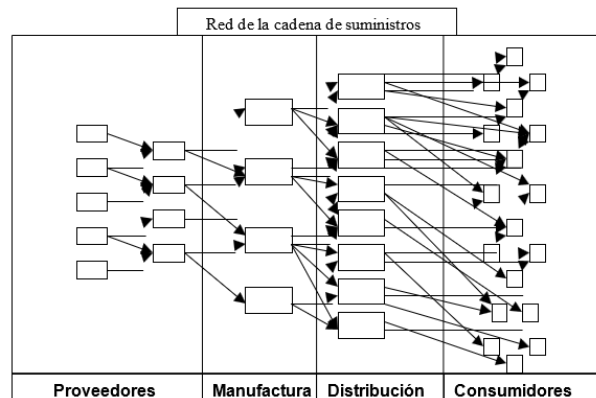 Red de la cadena de suministros
Proveedores Manufactura Distribución Consumidores